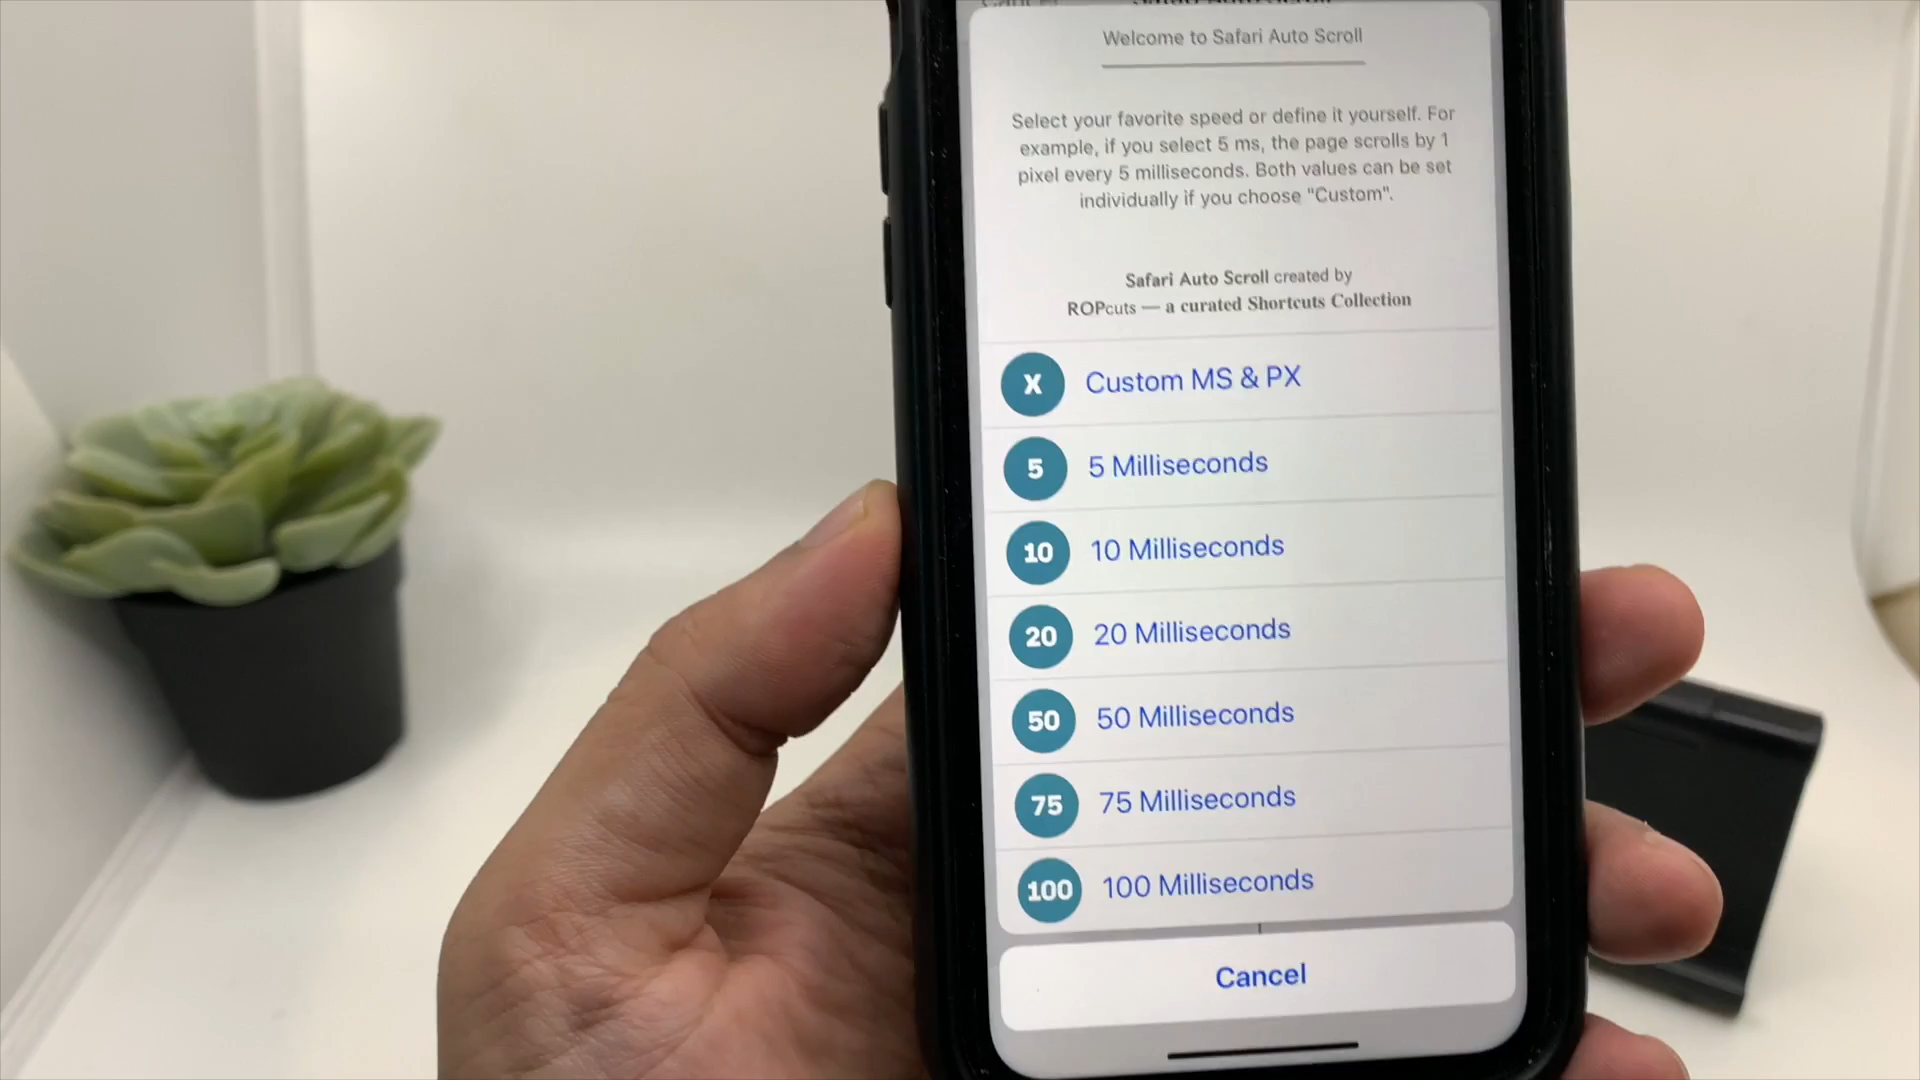 Welcome to Safari Auto Scroll
Select your favorite speed or define it yourself. For
example, if you select 5 ms, the page scrolls by 1
pixel every 5 milliseconds. Both values can be set
individually if you choose "Custom".
Safari Auto Scroll created by
ROPcuts — a curated Shortcuts Collection
X Custom MS & PX
5 5 Milliseconds
10 10 Milliseconds
20 20 Milliseconds
50 50 Milliseconds
75 75 Milliseconds
100 100 Milliseconds
Cancel